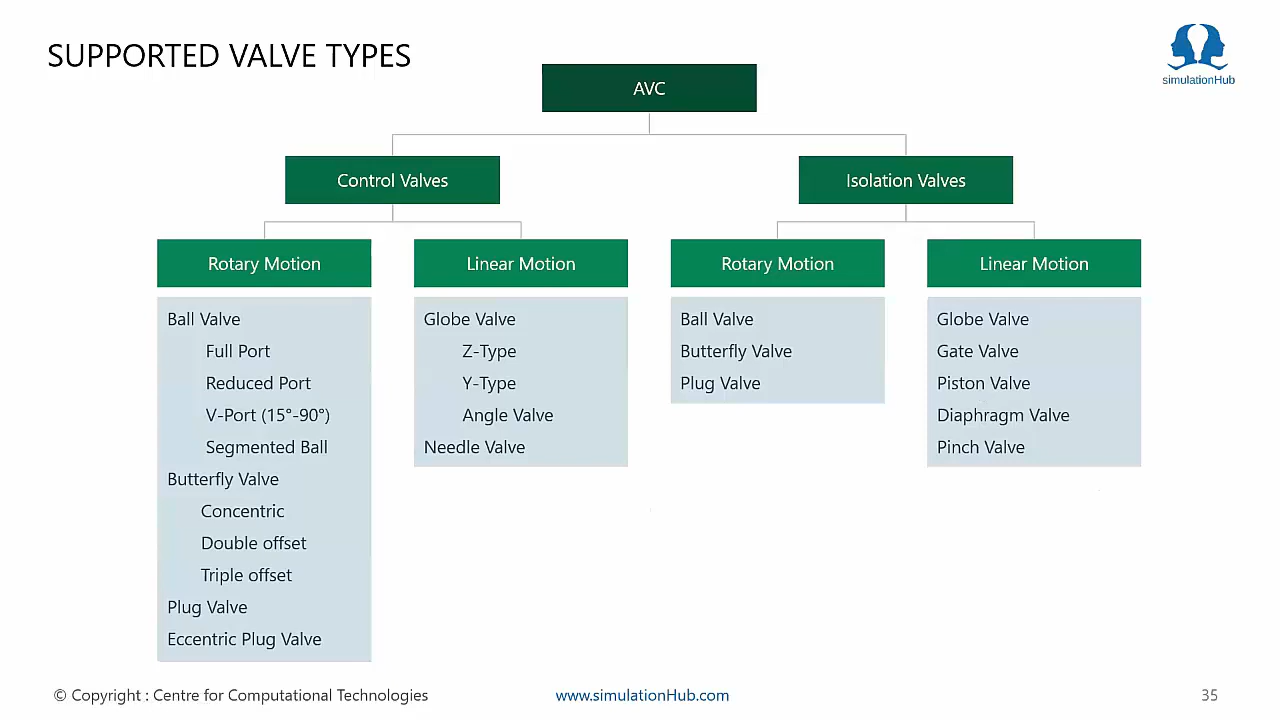 SUPPORTED VALVE TYPES
simulationHub
AVC
Control Valves
Isolation Valves
Rotary Motion
Linear Motion
Rotary Motion
Linear Motion
Ball Valve
Full Port
Reduced Port
V-Port (15°-90°)
Segmented Ball
Butterfly Valve
Concentric
Double offset
Triple offset
Plug Valve
Eccentric Plug Valve
Globe Valve
Z-Type
Y-Type
Angle Valve
Needle Valve
Ball Valve
Butterfly Valve
Plug Valve
Globe Valve
Gate Valve
Piston Valve
Diaphragm Valve
Pinch Valve
© Copyright : Centre for Computational Technologies
www.simulationHub.com
35